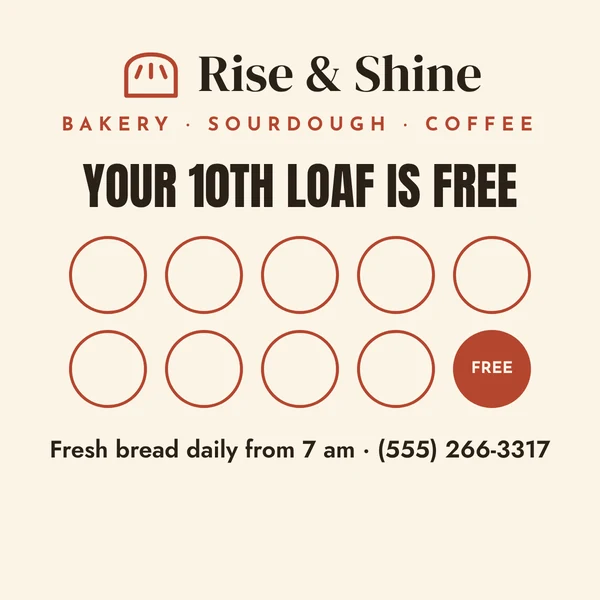 Rise & Shine
BAKERY · SOURDOUGH · COFFEE
YOUR 10TH LOAF IS FREE
FREE
Fresh bread daily from 7 am · (555) 266-3317